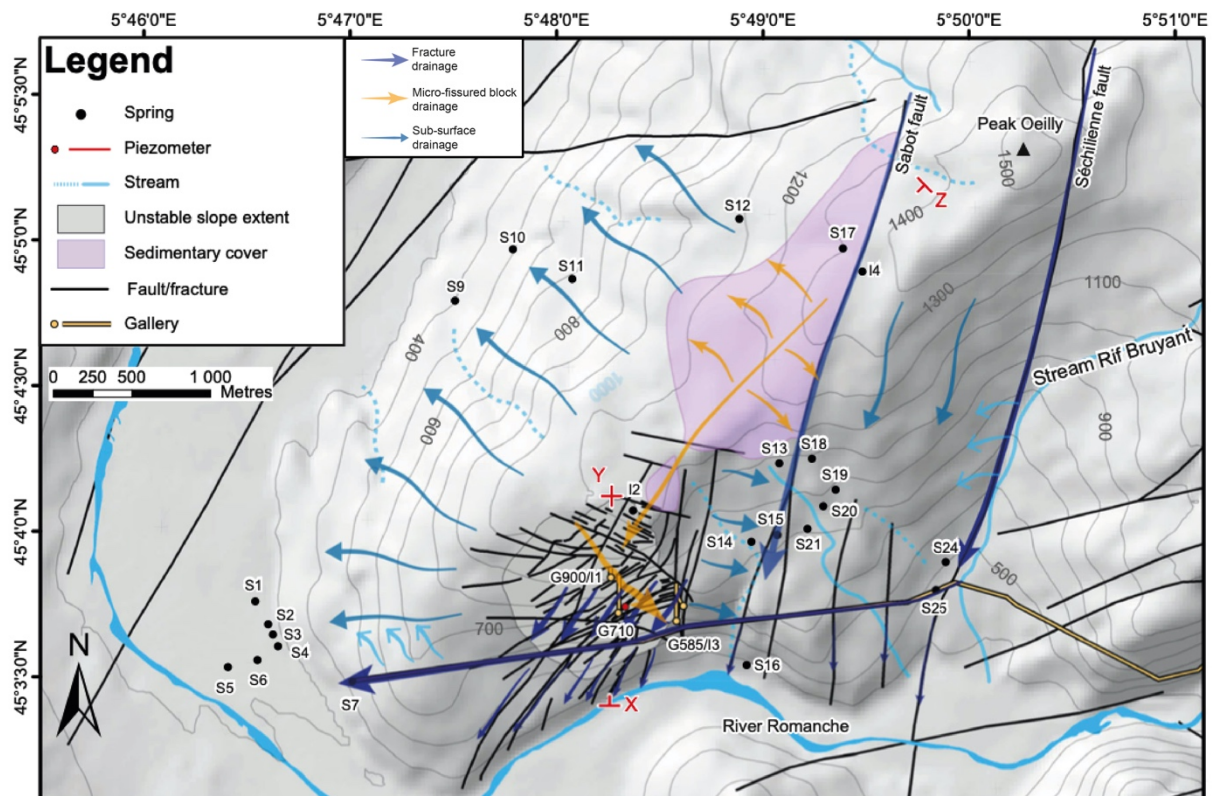 5°46'0"E
5°47'0"E
5°48'0"E
5°49'0"E
5°50'0"E
5°51'0"E
45°5'30"N
45°5'0"N
45°4'30"N
45°4'0"N
45°3'30"N
Legend
Spring
Piezometer
Stream
Unstable slope extent
Sedimentary cover
Fault/fracture
Gallery
0 250 500 1 000
Metres
Fracture
drainage
Micro-fissured block
drainage
Sub-surface
drainage
Sabot fault
Séchilienne fault
Peak Oeilly
1500
Z
1200
1400
S12
S17
I4
S10
S11
S9
1300
1100
800
400
1000
600
Stream Rif Bruyant
900
S13
S18
S19
S20
Y
I2
S15
S14
S21
S24
500
S25
G900/I1
G710
G585/I3
700
S1
S2
S3
S4
S5
S6
S7
S16
X
River Romanche
N